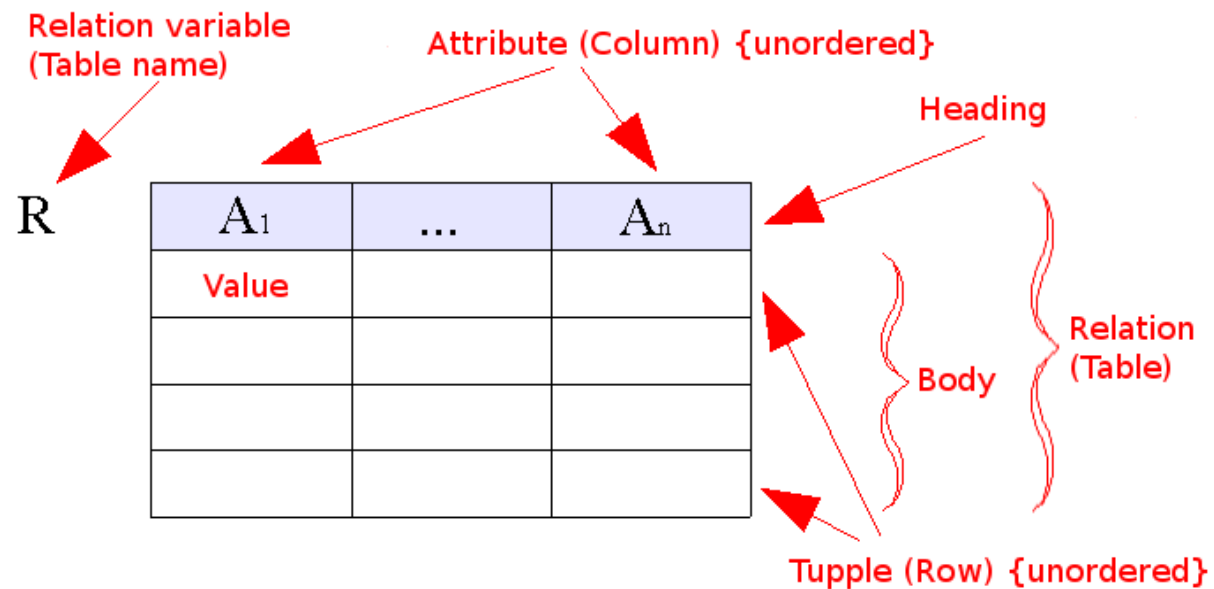 Relation variable
(Table name)
Attribute (Column) {unordered}
Heading
R
A1
...
An
Value
Relation
(Table)
Body
Tupple (Row) {unordered}